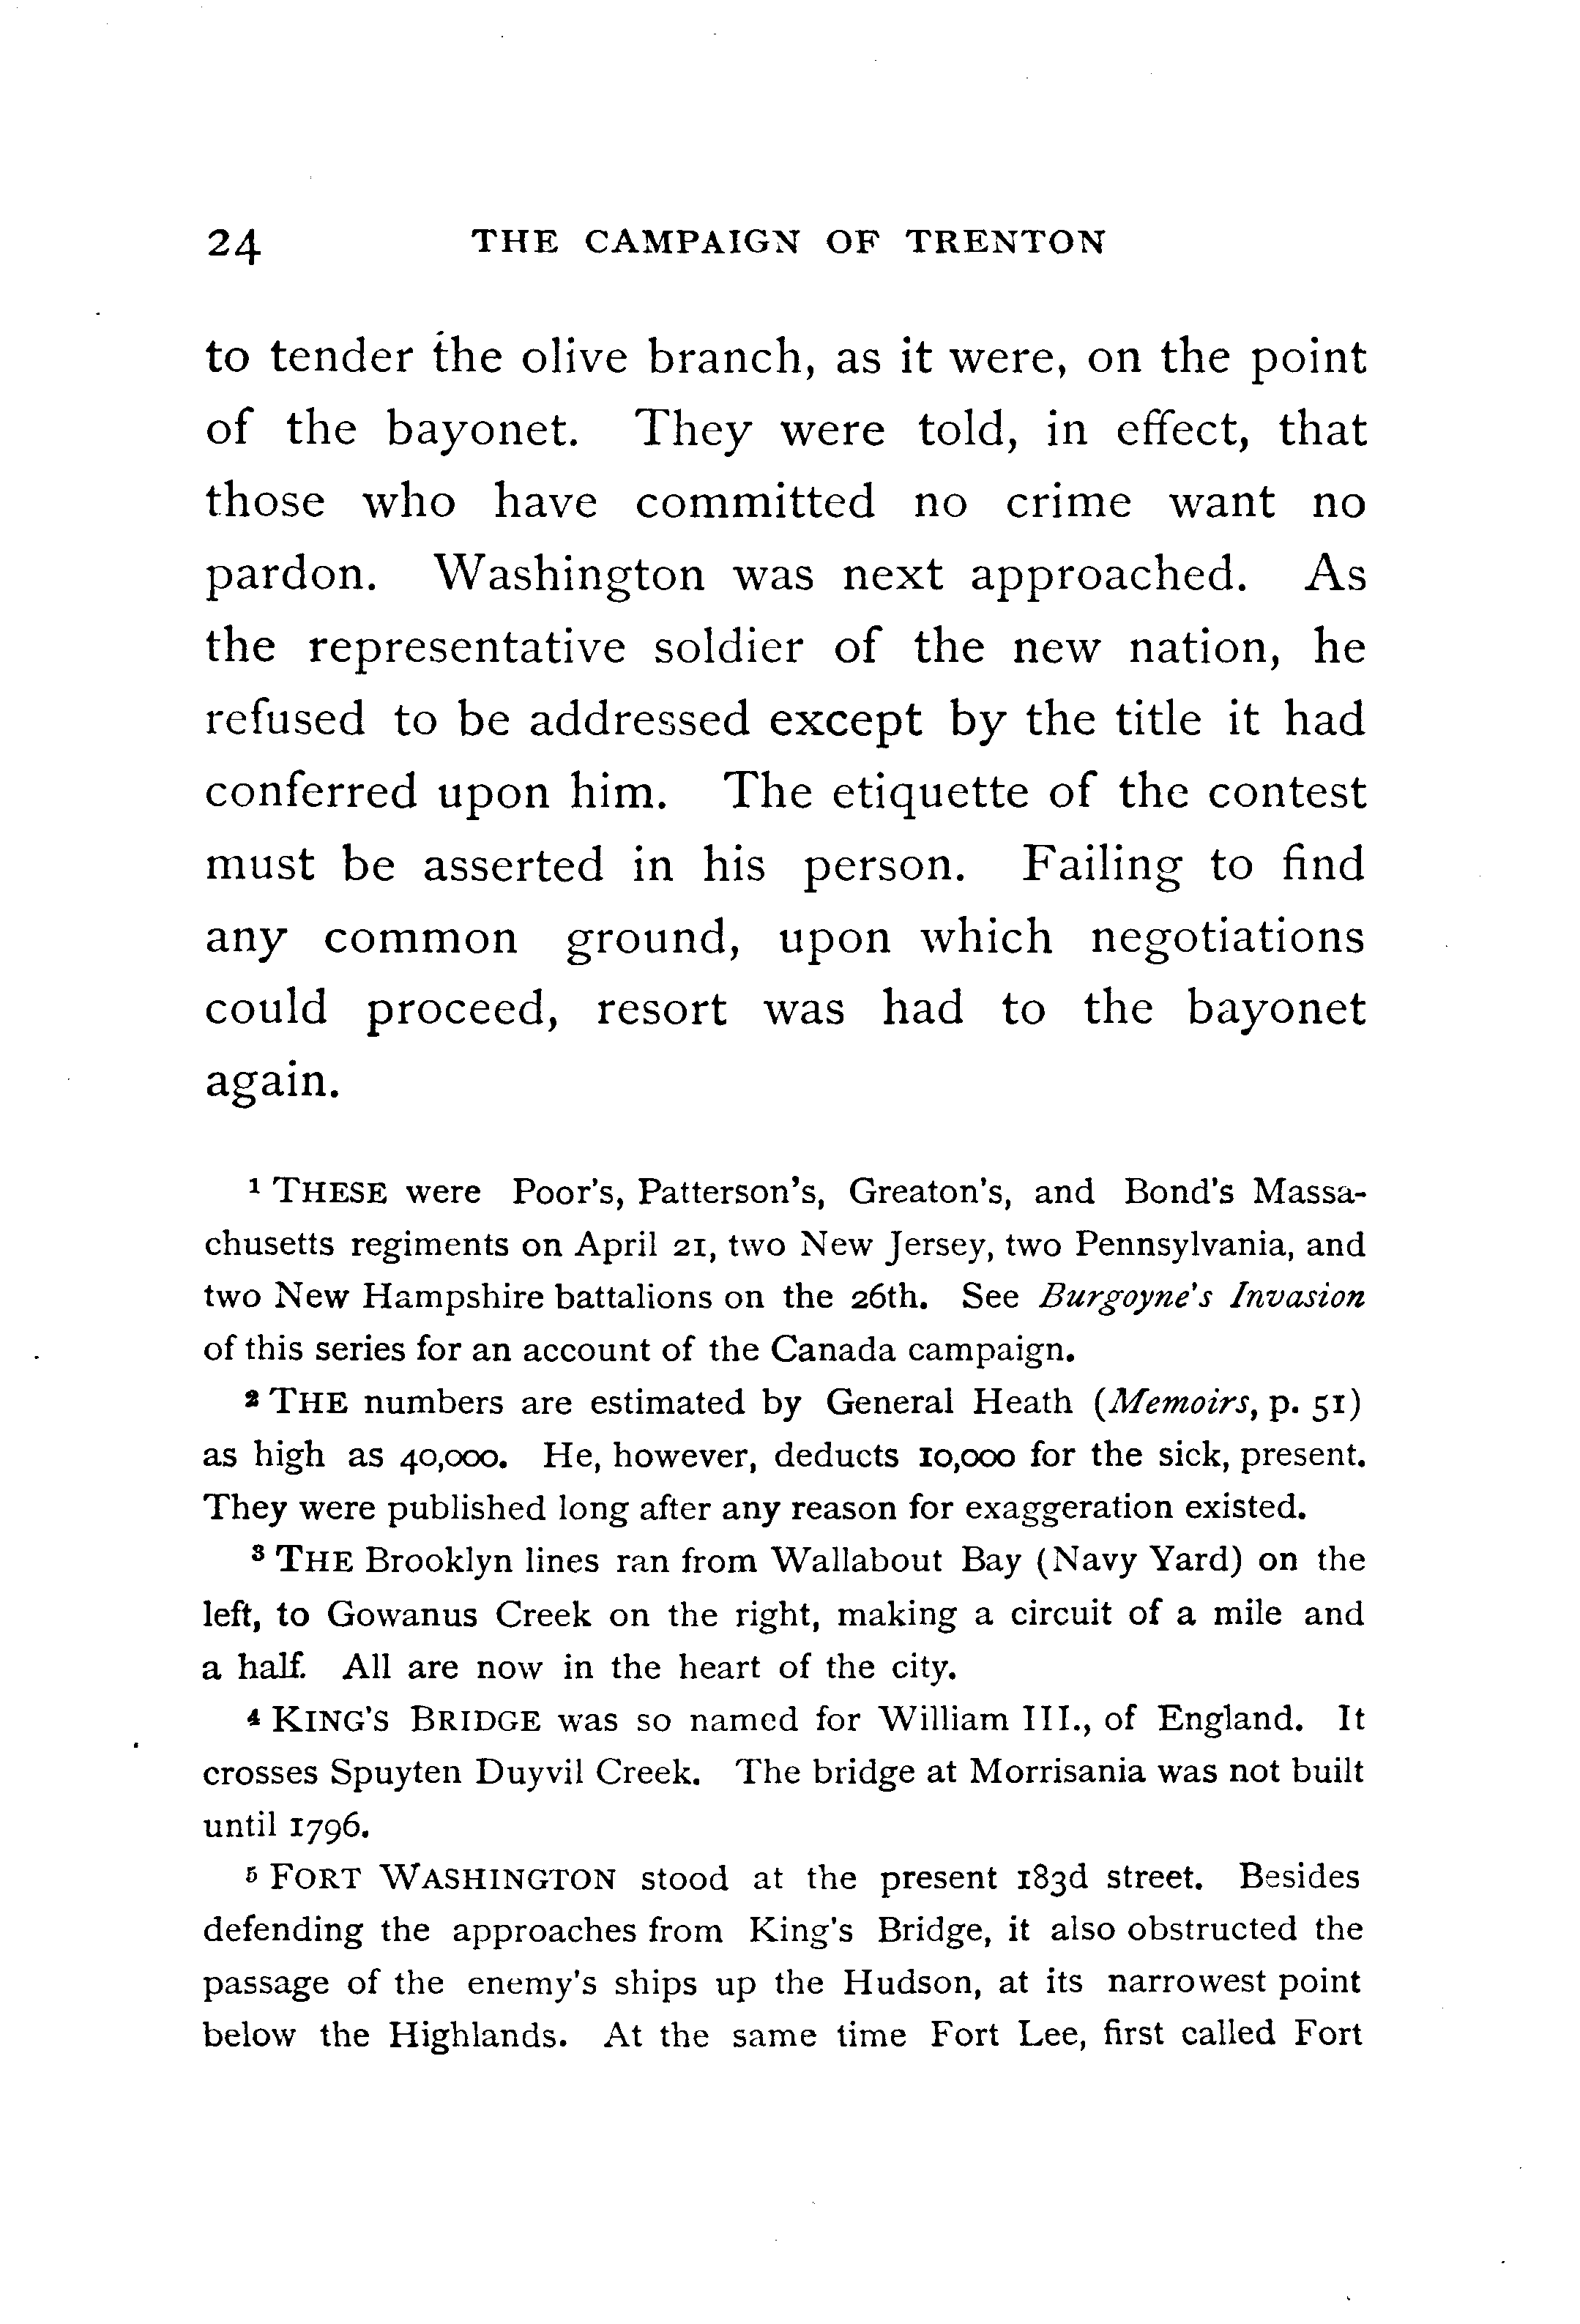 24 THE CAMPAIGN OF TRENTON
to tender the olive branch, as it were, on the point
of the bayonet. They were told, in effect, that
those who have committed no crime want no
pardon. Washington was next approached. As
the representative soldier of the new nation, he
refused to be addressed except by the title it had
conferred upon him. The etiquette of the contest
must be asserted in his person. Failing to find
any common ground, upon which negotiations
could proceed, resort was had to the bayonet
again.
¹ THESE were Poor's, Patterson's, Greaton's, and Bond's Massa-
chusetts regiments on April 21, two New Jersey, two Pennsylvania, and
two New Hampshire battalions on the 26th. See Burgoyne's Invasion
of this series for an account of the Canada campaign.
² THE numbers are estimated by General Heath (Memoirs, p. 51)
as high as 40,000. He, however, deducts 10,000 for the sick, present.
They were published long after any reason for exaggeration existed.
³ THE Brooklyn lines ran from Wallabout Bay (Navy Yard) on the
left, to Gowanus Creek on the right, making a circuit of a mile and
a half. All are now in the heart of the city.
⁴ KING'S BRIDGE was so named for William III., of England. It
crosses Spuyten Duyvil Creek. The bridge at Morrisania was not built
until 1796.
⁵ FORT WASHINGTON stood at the present 183d street. Besides
defending the approaches from King's Bridge, it also obstructed the
passage of the enemy's ships up the Hudson, at its narrowest point
below the Highlands. At the same time Fort Lee, first called Fort